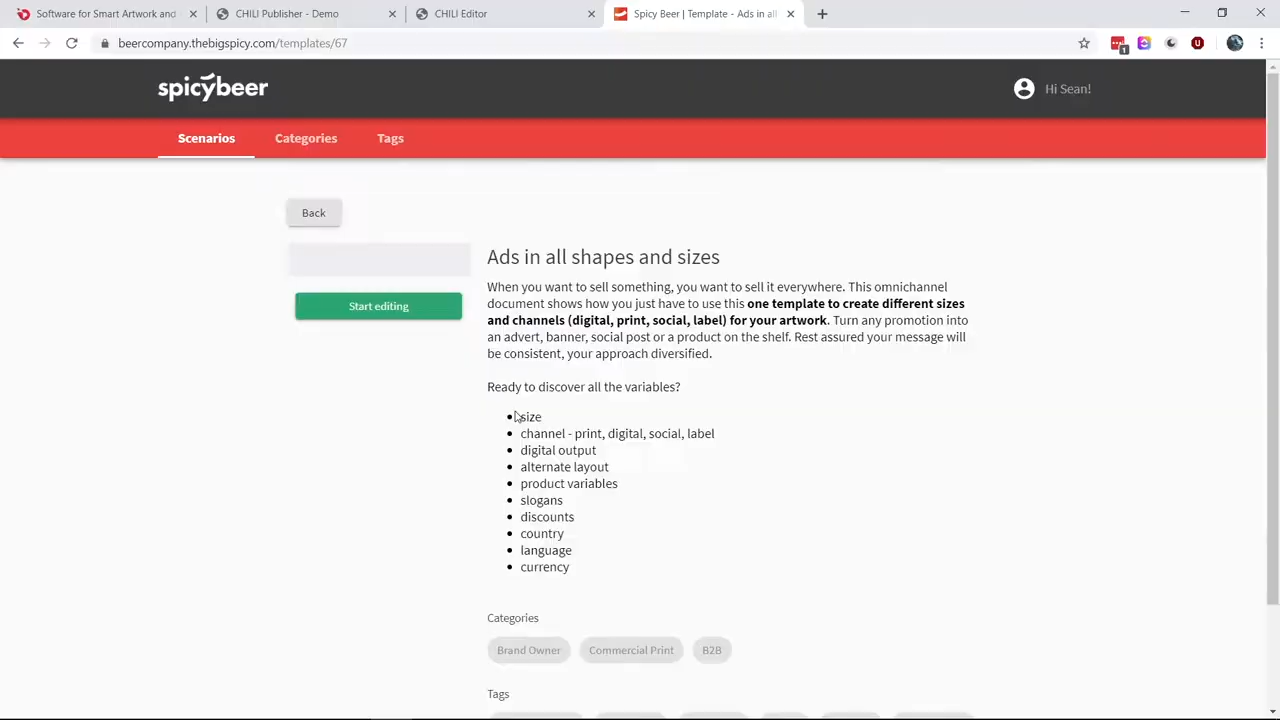 Software for Smart Artwork and
CHILI Publisher - Demo
CHILI Editor
Spicy Beer | Template - Ads in all
beercompany.thebigspicy.com/templates/67
1
spicybeer
Hi Sean!
Scenarios
Categories
Tags
Back
Start editing
Ads in all shapes and sizes
When you want to sell something, you want to sell it everywhere. This omnichannel
document shows how you just have to use this one template to create different sizes
and channels (digital, print, social, label) for your artwork. Turn any promotion into
an advert, banner, social post or a product on the shelf. Rest assured your message will
be consistent, your approach diversified.
Ready to discover all the variables?
size
channel - print, digital, social, label
digital output
alternate layout
product variables
slogans
discounts
country
language
currency
Categories
Brand Owner
Commercial Print
B2B
Tags